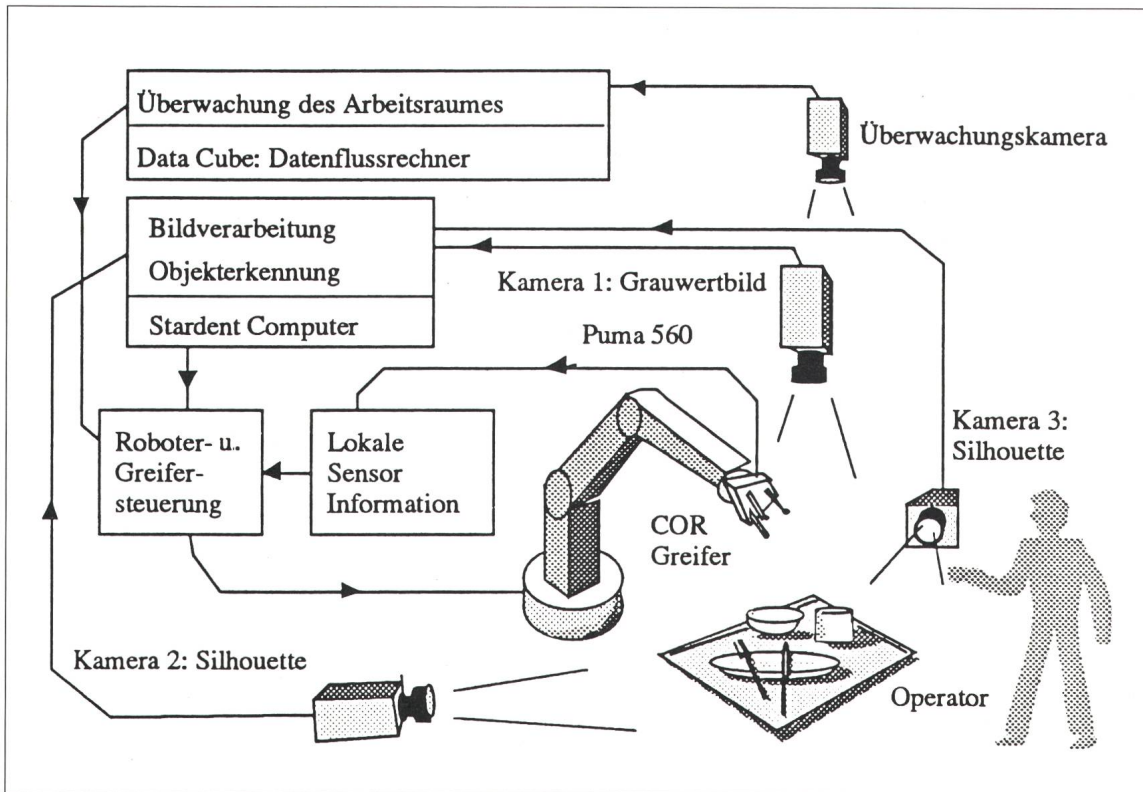 Überwachung des Arbeitsraumes
Data Cube: Datenflussrechner
Überwachungskamera
Bildverarbeitung
Objekterkennung
Stardent Computer
Kamera 1: Grauwertbild
Puma 560
Roboter- u..
Greifer-
steuerung
Lokale
Sensor
Information
COR
Greifer
Kamera 3:
Silhouette
Kamera 2: Silhouette
Operator